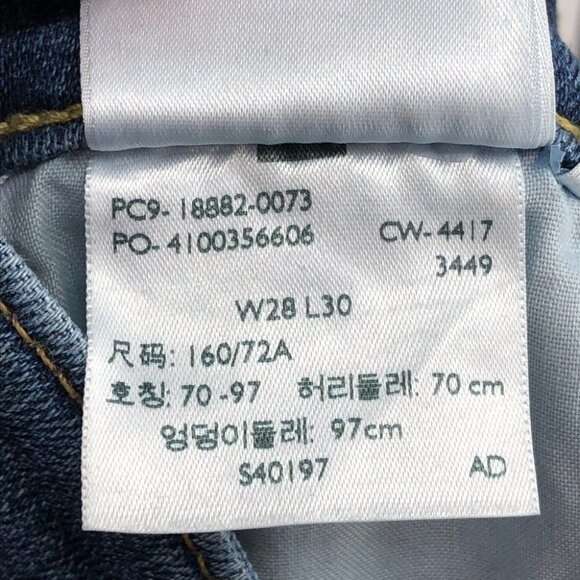 PC9-18882-0073
PO-4100356606 CW-4417
3449
W28 L30
尺码: 160/72A
호칭: 70-97 허리둘레: 70 cm
엉덩이둘레: 97cm
S40197 AD